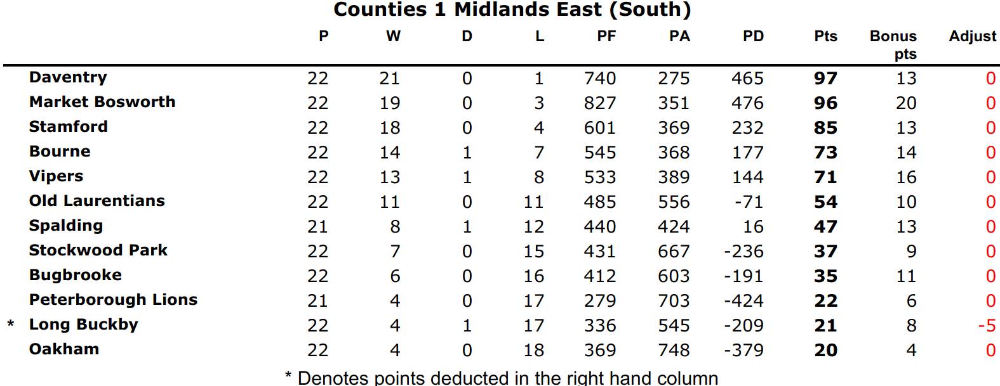 Counties 1 Midlands East (South)
P W D L PF PA PD Pts Bonus pts Adjust
Daventry 22 21 0 1 740 275 465 97 13 0
Market Bosworth 22 19 0 3 827 351 476 96 20 0
Stamford 22 18 0 4 601 369 232 85 13 0
Bourne 22 14 1 7 545 368 177 73 14 0
Vipers 22 13 1 8 533 389 144 71 16 0
Old Laurentians 22 11 0 11 485 556 -71 54 10 0
Spalding 21 8 1 12 440 424 16 47 13 0
Stockwood Park 22 7 0 15 431 667 -236 37 9 0
Bugbrooke 22 6 0 16 412 603 -191 35 11 0
Peterborough Lions 21 4 0 17 279 703 -424 22 6 0
* Long Buckby 22 4 1 17 336 545 -209 21 8 -5
Oakham 22 4 0 18 369 748 -379 20 4 0
* Denotes points deducted in the right hand column